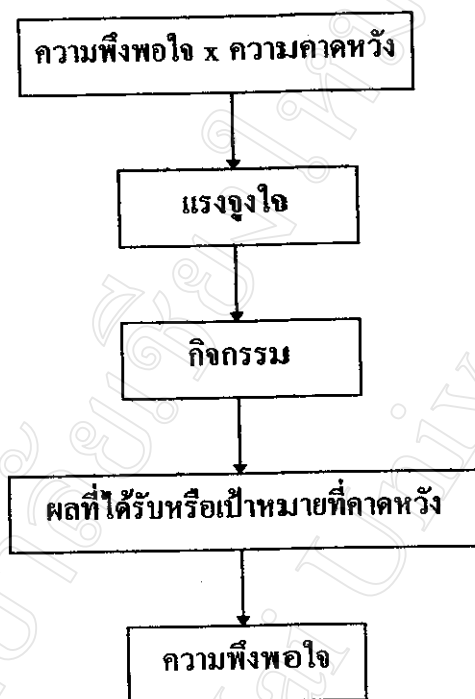 ความพึงพอใจ x ความคาดหวัง
แรงจูงใจ
กิจกรรม
ผลที่ได้รับหรือเป้าหมายที่คาดหวัง
ความพึงพอใจ